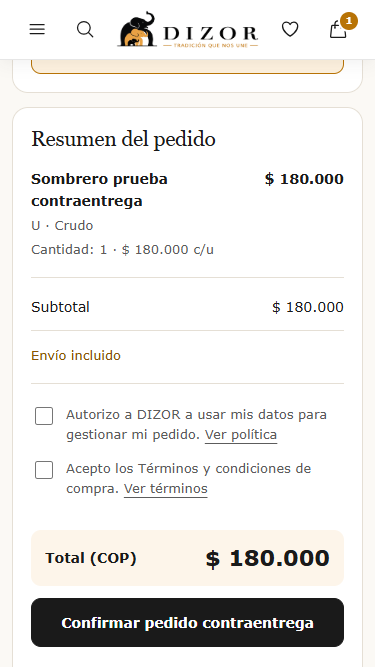 1
DIZOR
TRADICIÓN QUE NOS UNE
Resumen del pedido
Sombrero prueba $ 180.000
contraentrega
U · Crudo
Cantidad: 1 · $ 180.000 c/u
Subtotal $ 180.000
Envío incluido
Autorizo a DIZOR a usar mis datos para
gestionar mi pedido. Ver política
Acepto los Términos y condiciones de
compra. Ver términos
Total (COP) $ 180.000
Confirmar pedido contraentrega